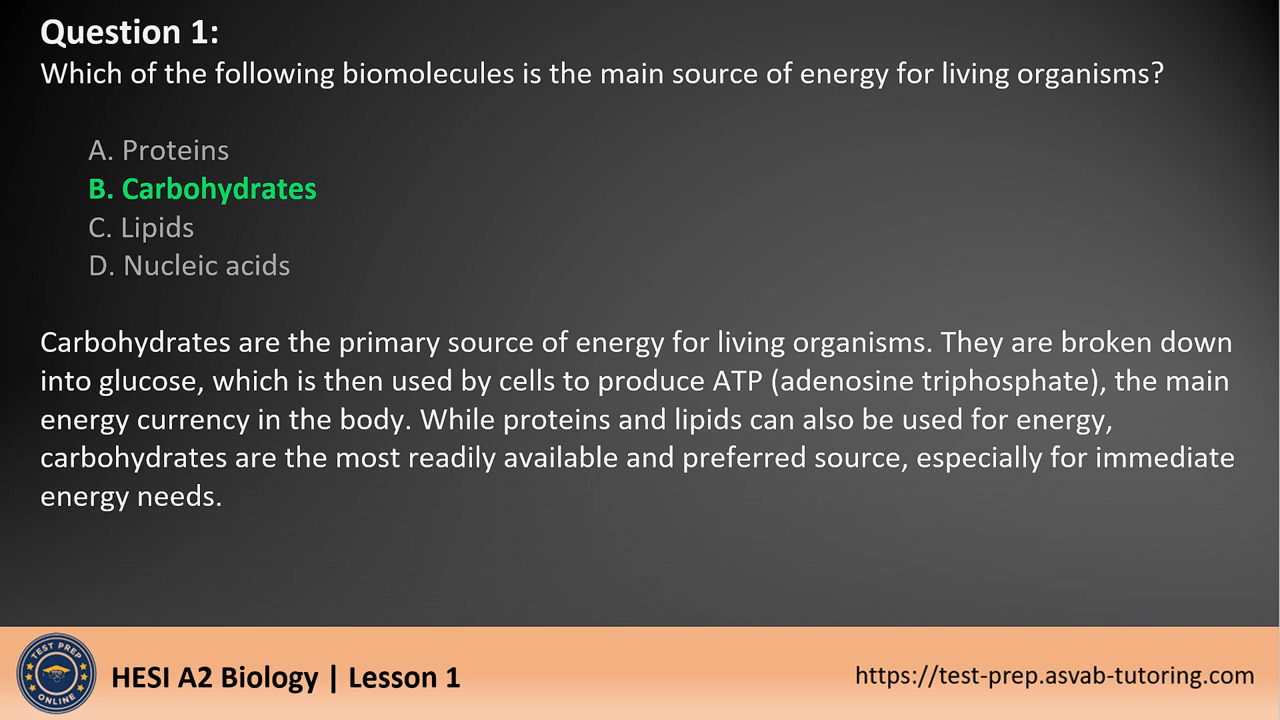 Question 1:
Which of the following biomolecules is the main source of energy for living organisms?
A. Proteins
B. Carbohydrates
C. Lipids
D. Nucleic acids
Carbohydrates are the primary source of energy for living organisms. They are broken down
into glucose, which is then used by cells to produce ATP (adenosine triphosphate), the main
energy currency in the body. While proteins and lipids can also be used for energy,
carbohydrates are the most readily available and preferred source, especially for immediate
energy needs.
TEST PREP
ONLINE
HESI A2 Biology | Lesson 1
https://test-prep.asvab-tutoring.com